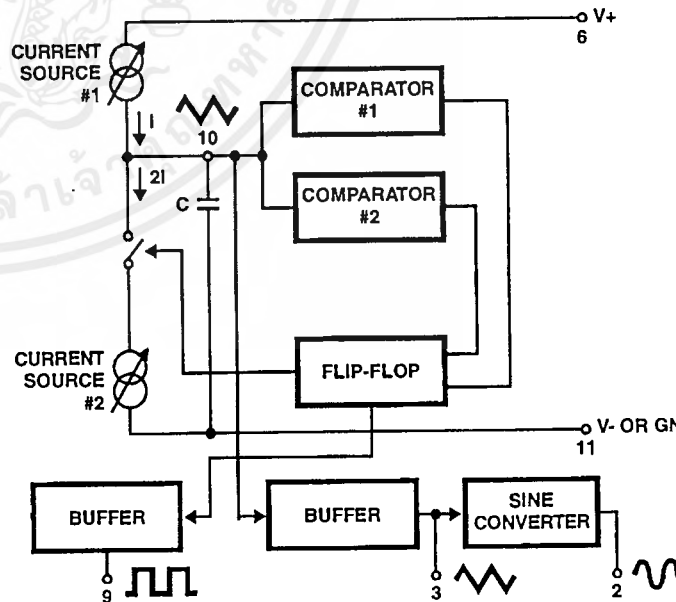 V+
6
CURRENT
SOURCE
#1
I
10
COMPARATOR
#1
2I
C
COMPARATOR
#2
CURRENT
SOURCE
#2
FLIP-FLOP
V- OR GN
11
BUFFER
BUFFER
SINE
CONVERTER
9
3
2